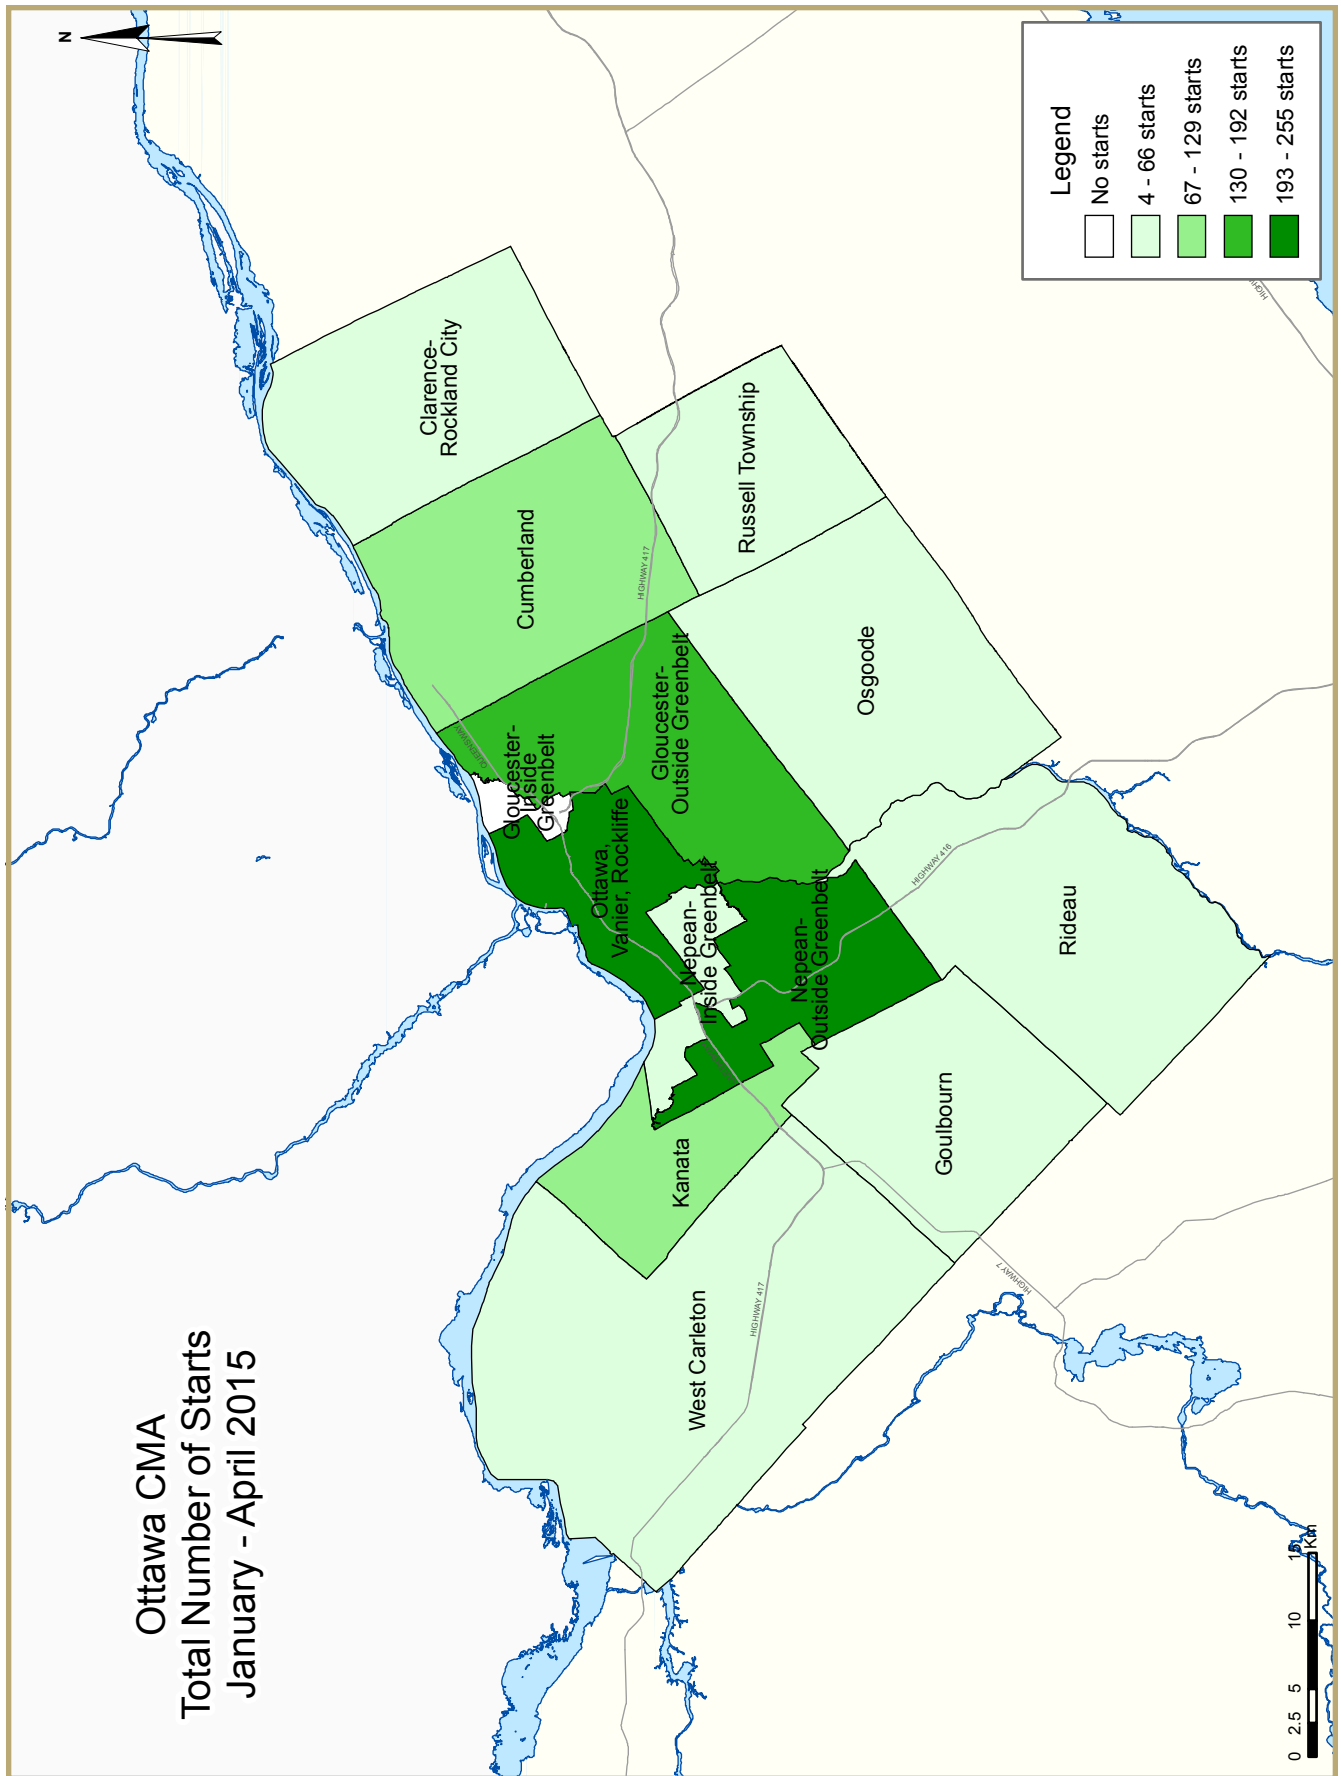 Ottawa CMA
Total Number of Starts
January - April 2015
N
Clarence-
Rockland City
Cumberland
Russell Township
HIGHWAY 417
QUEENSWAY
Gloucester-
Inside
Greenbelt
Gloucester-
Outside Greenbelt
Osgoode
Ottawa,
Vanier, Rockliffe
Nepean-
Inside Greenbelt
Nepean-
Outside Greenbelt
HIGHWAY 416
Rideau
Kanata
Goulbourn
West Carleton
HIGHWAY 417
HIGHWAY 7
Legend
No starts
4 - 66 starts
67 - 129 starts
130 - 192 starts
193 - 255 starts
0 2.5 5 10 15
Km